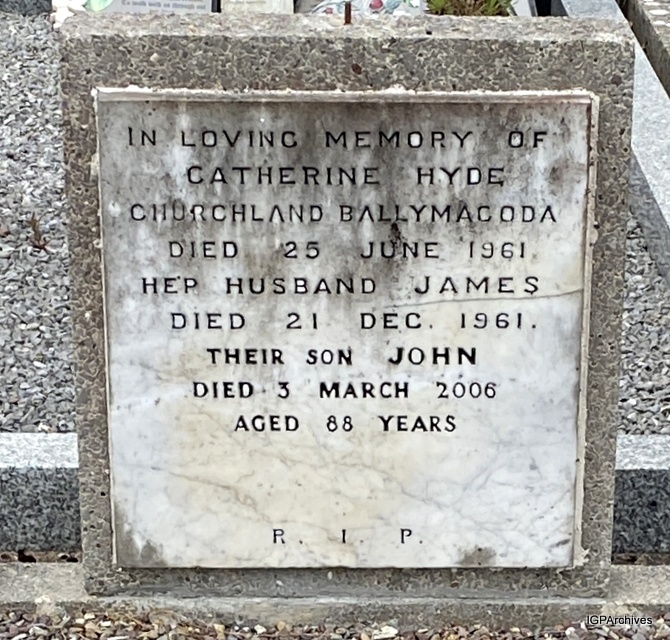 IN LOVING MEMORY OF
CATHERINE HYDE
CHURCHLAND BALLYMACODA
DIED 25 JUNE 1961
HER HUSBAND JAMES
DIED 21 DEC. 1961.
THEIR SON JOHN
DIED 3 MARCH 2006
AGED 88 YEARS
R. I. P.
IGPArchives